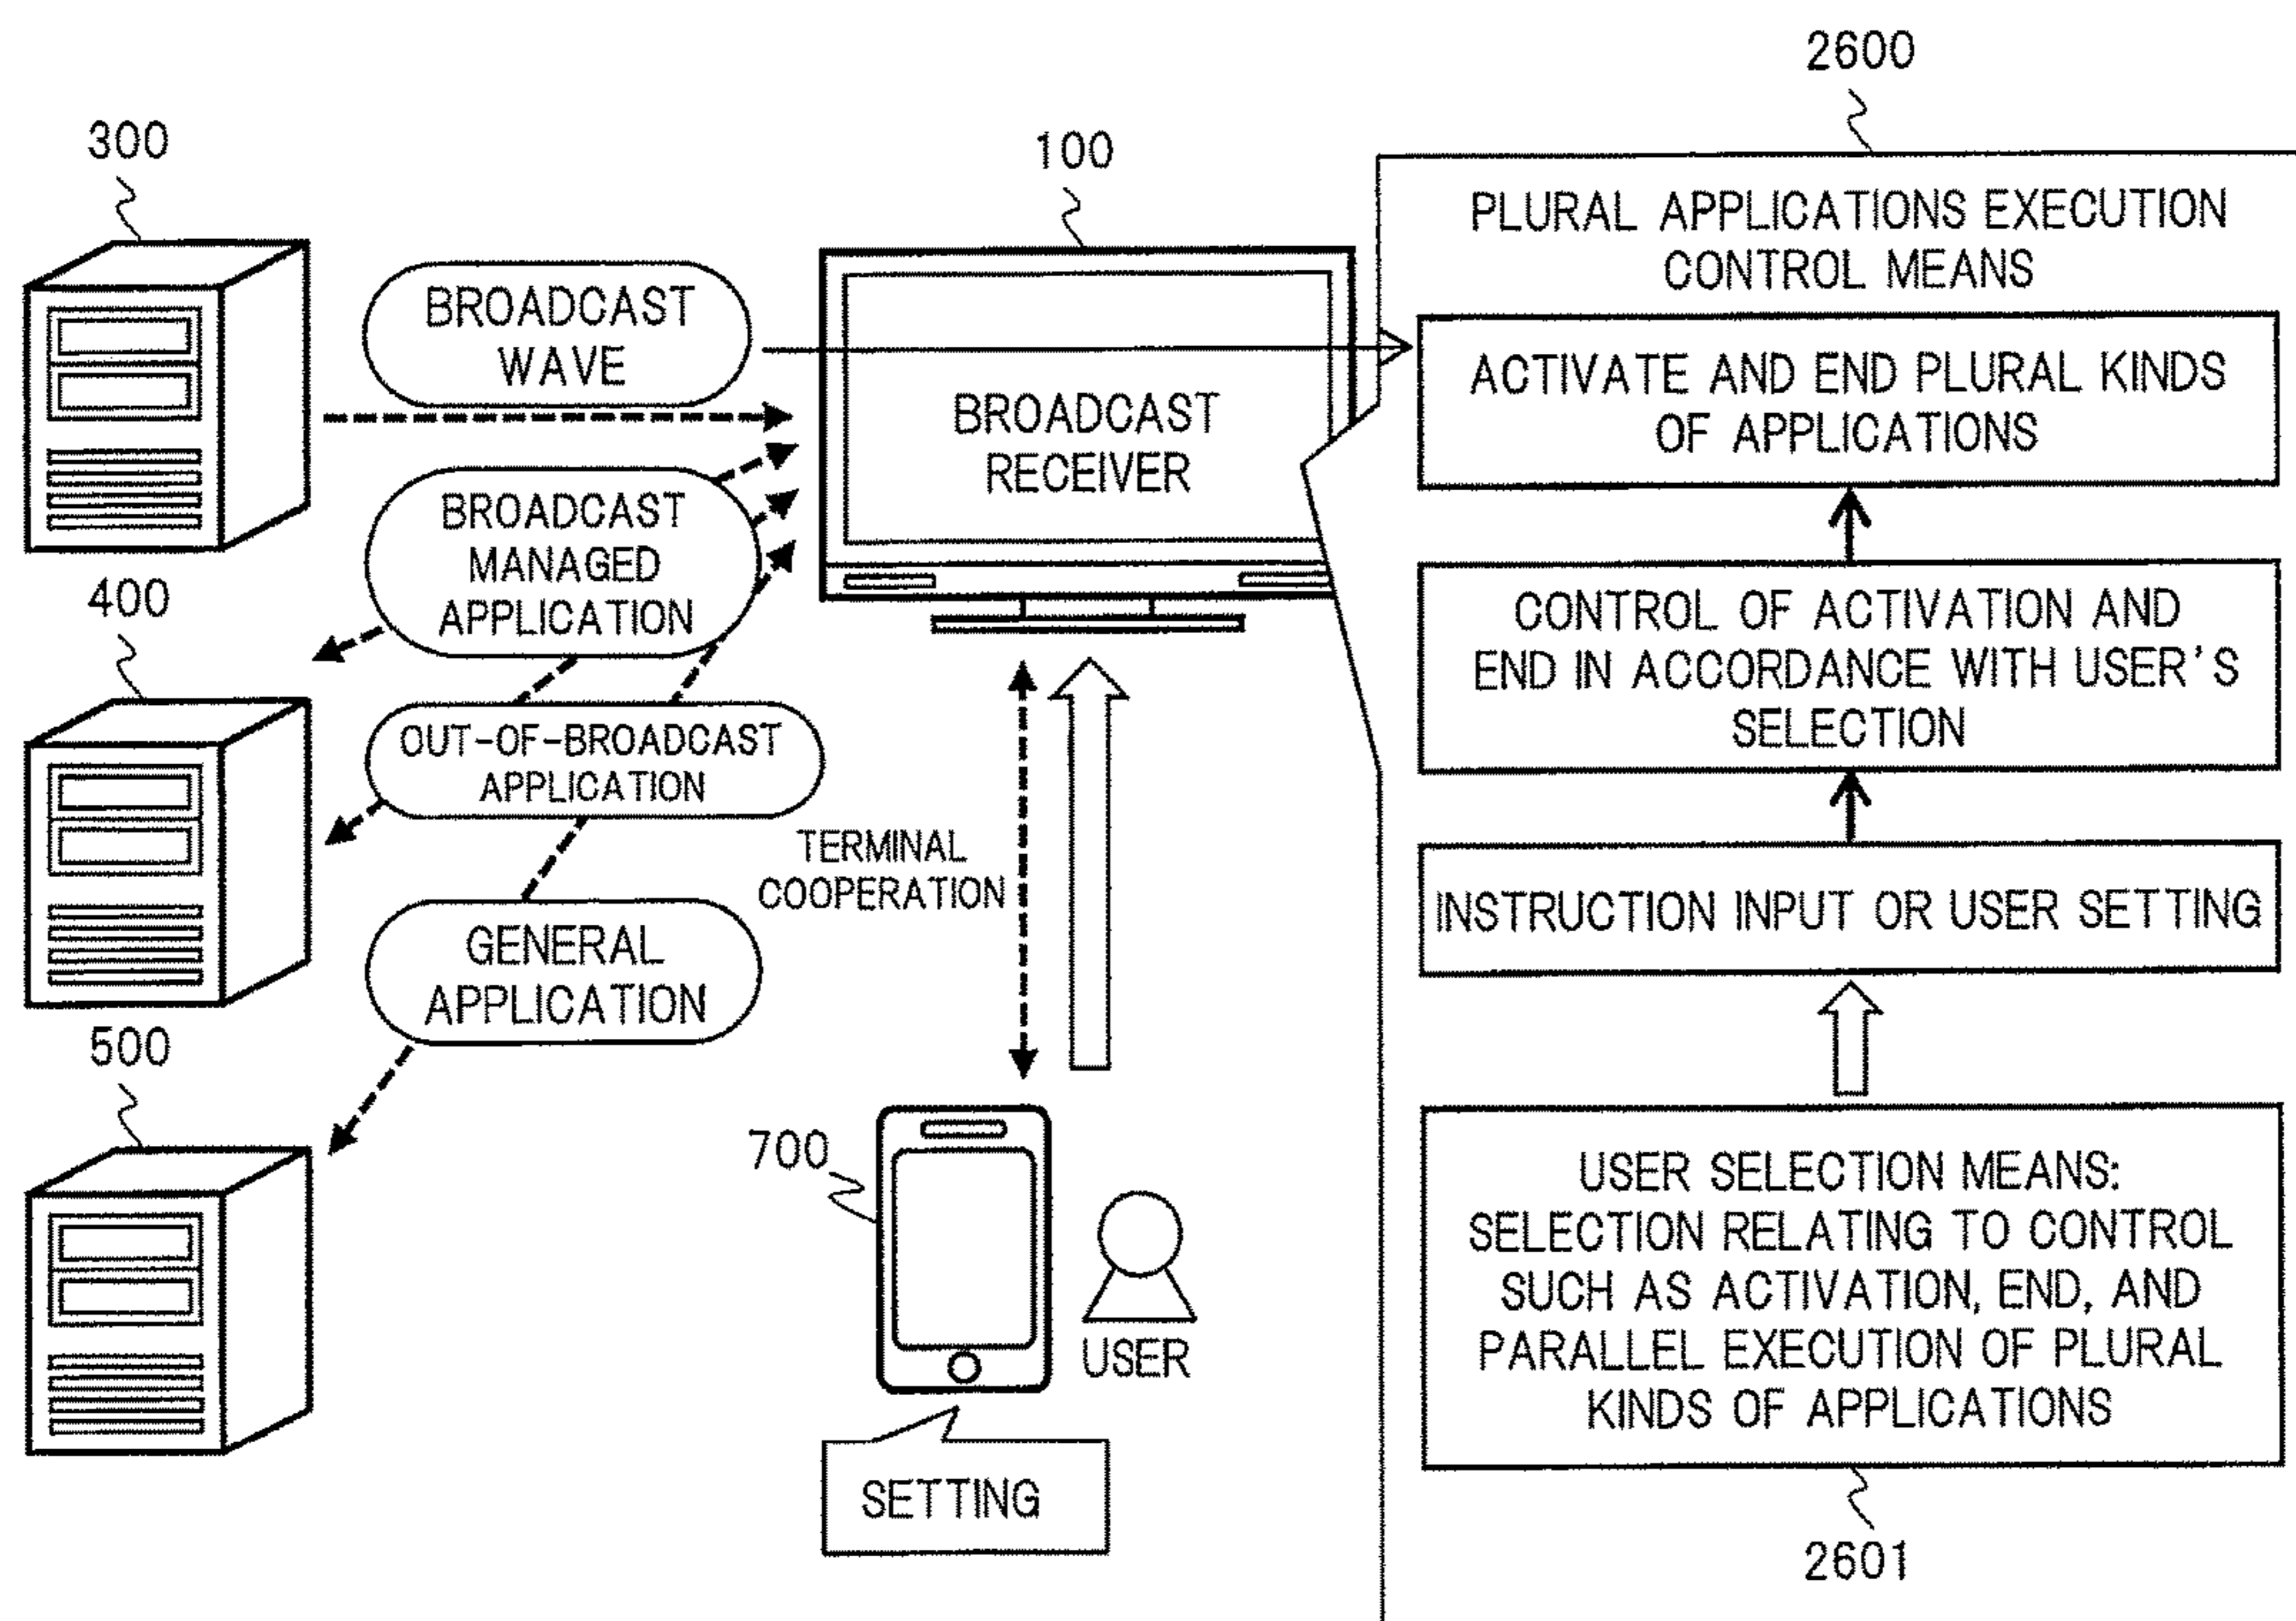 300
BROADCAST
WAVE
BROADCAST
MANAGED
APPLICATION
400
OUT-OF-BROADCAST
APPLICATION
GENERAL
APPLICATION
500
100
BROADCAST
RECEIVER
TERMINAL
COOPERATION
700
USER
SETTING
2600
PLURAL APPLICATIONS EXECUTION
CONTROL MEANS
ACTIVATE AND END PLURAL KINDS
OF APPLICATIONS
CONTROL OF ACTIVATION AND
END IN ACCORDANCE WITH USER'S
SELECTION
INSTRUCTION INPUT OR USER SETTING
USER SELECTION MEANS:
SELECTION RELATING TO CONTROL
SUCH AS ACTIVATION, END, AND
PARALLEL EXECUTION OF PLURAL
KINDS OF APPLICATIONS
2601